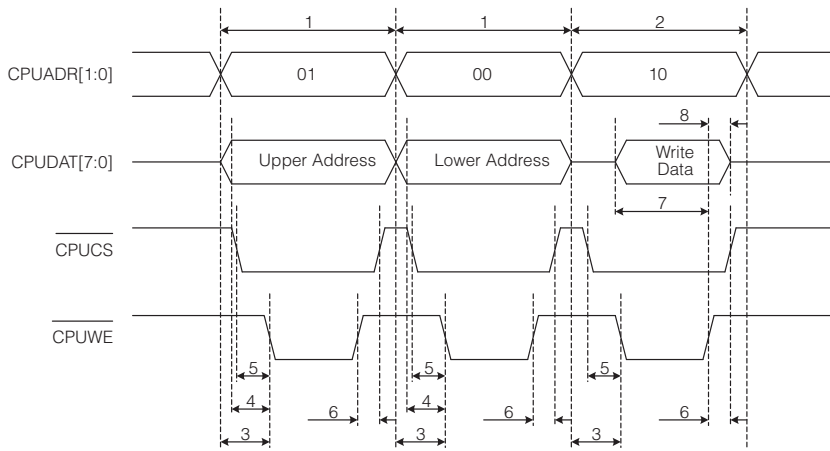 1 1 2
CPUADR[1:0] 01 00 10
8
CPUDAT[7:0] Upper Address Lower Address Write
Data
7
CPUCS
CPUWE
5 5 5
4 6 4 6 6
3 3 3